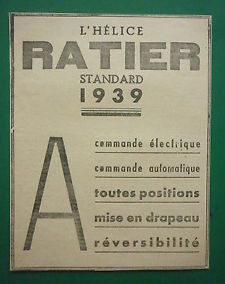 L'HÉLICE
RATIER
STANDARD
1939
A
commande électrique
commande automatique
toutes positions
mise en drapeau
réversibilité